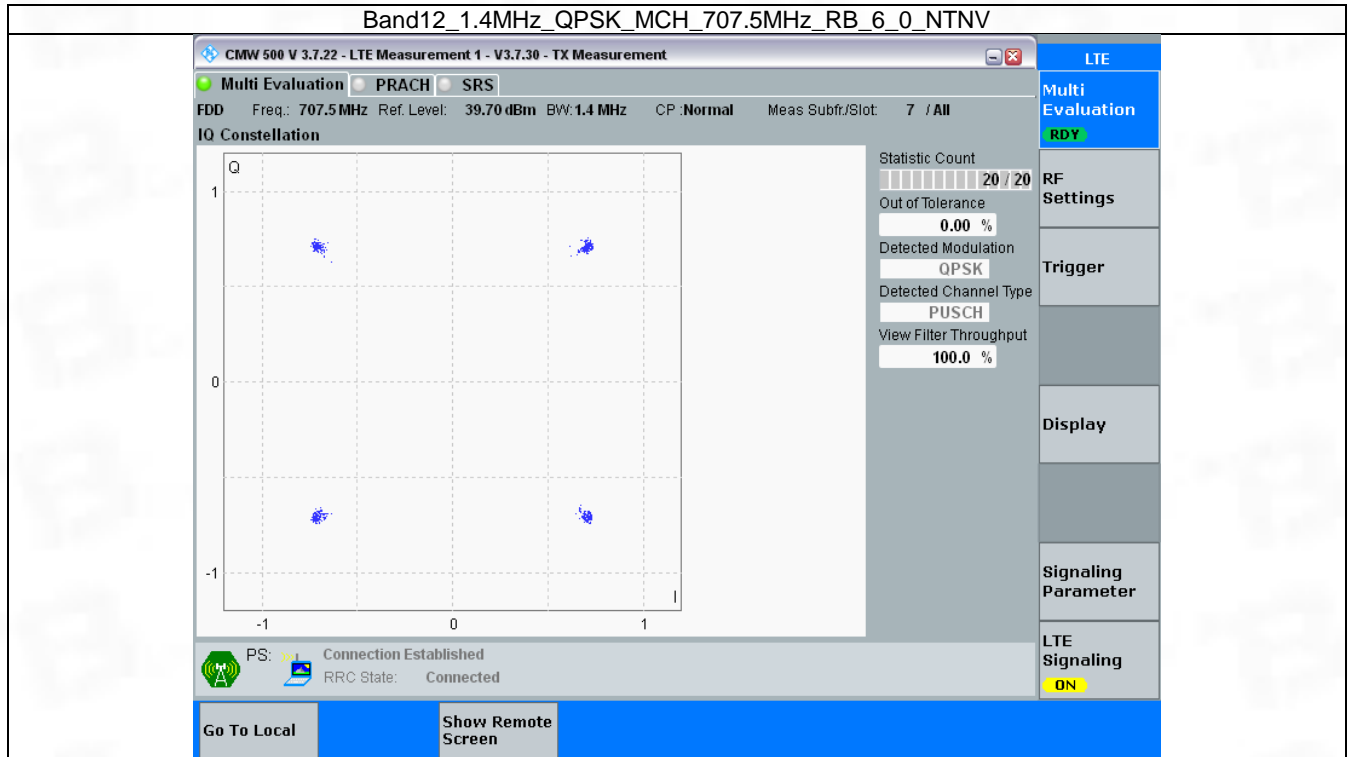 Band12_1.4MHz_QPSK_MCH_707.5MHz_RB_6_0_NTNV
CMW 500 V 3.7.22 - LTE Measurement 1 - V3.7.30 - TX Measurement
LTE
Multi Evaluation PRACH SRS
Multi
Evaluation
RDY
FDD Freq.: 707.5 MHz Ref. Level: 39.70 dBm BW: 1.4 MHz CP :Normal Meas Subfr./Slot: 7 / All
IQ Constellation
Q
1
0
-1
I
-1 0 1
Statistic Count
20 / 20
Out of Tolerance
0.00 %
Detected Modulation
QPSK
Detected Channel Type
PUSCH
View Filter Throughput
100.0 %
RF
Settings
Trigger
Display
Signaling
Parameter
LTE
Signaling
ON
PS: Connection Established
RRC State: Connected
Go To Local
Show Remote
Screen